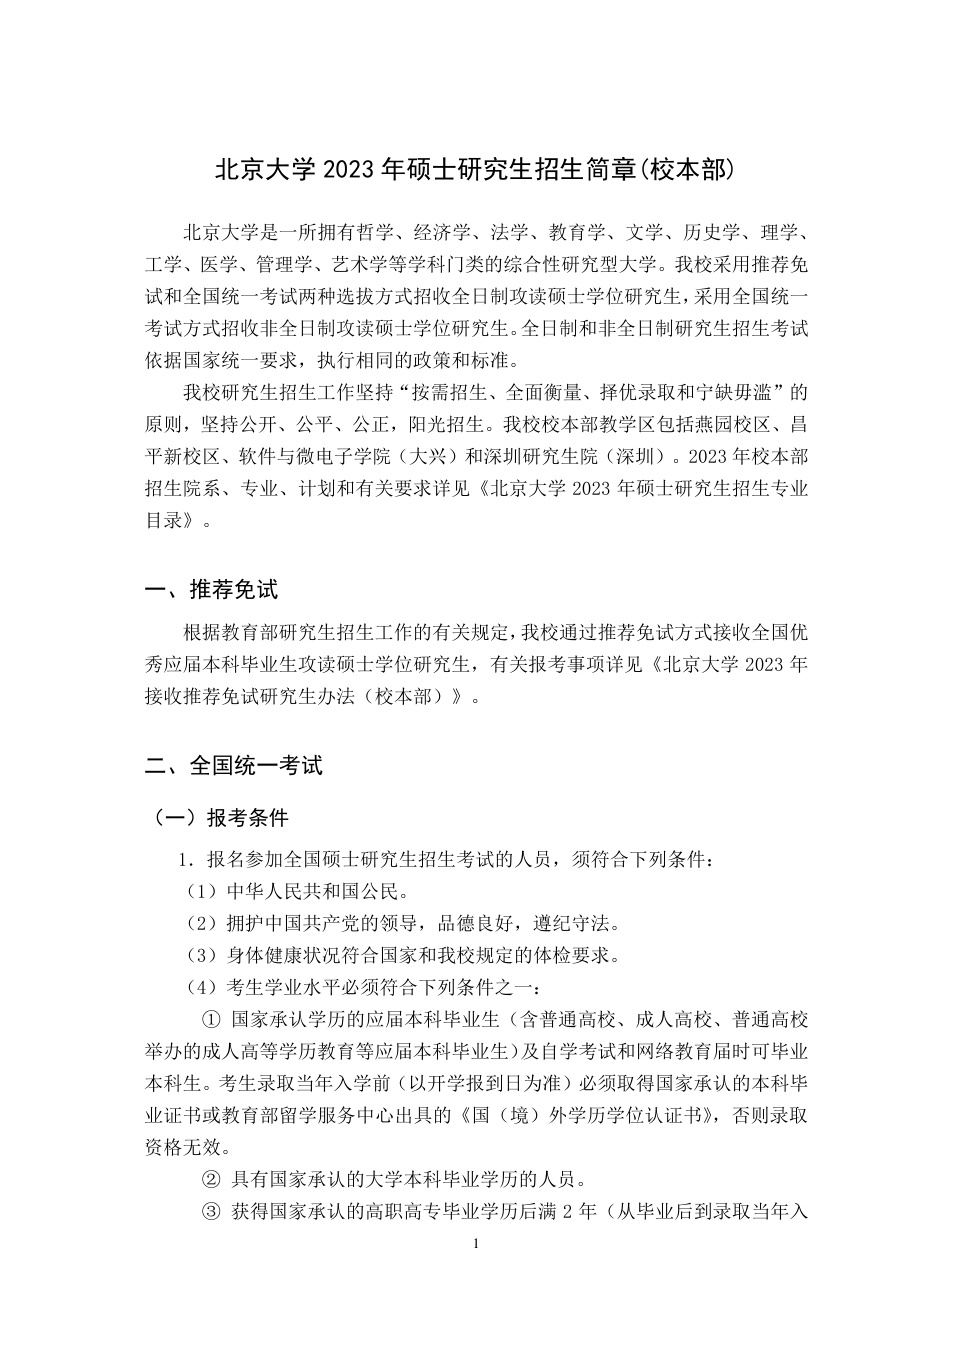 北京大学 2023 年硕士研究生招生简章(校本部)
北京大学是一所拥有哲学、经济学、法学、教育学、文学、历史学、理学、
工学、医学、管理学、艺术学等学科门类的综合性研究型大学。我校采用推荐免
试和全国统一考试两种选拔方式招收全日制攻读硕士学位研究生，采用全国统一
考试方式招收非全日制攻读硕士学位研究生。全日制和非全日制研究生招生考试
依据国家统一要求，执行相同的政策和标准。
我校研究生招生工作坚持“按需招生、全面衡量、择优录取和宁缺毋滥”的
原则，坚持公开、公平、公正，阳光招生。我校校本部教学区包括燕园校区、昌
平新校区、软件与微电子学院（大兴）和深圳研究生院（深圳）。2023 年校本部
招生院系、专业、计划和有关要求详见《北京大学 2023 年硕士研究生招生专业
目录》。
一、推荐免试
根据教育部研究生招生工作的有关规定，我校通过推荐免试方式接收全国优
秀应届本科毕业生攻读硕士学位研究生，有关报考事项详见《北京大学 2023 年
接收推荐免试研究生办法（校本部）》。
二、全国统一考试
（一）报考条件
1．报名参加全国硕士研究生招生考试的人员，须符合下列条件：
（1）中华人民共和国公民。
（2）拥护中国共产党的领导，品德良好，遵纪守法。
（3）身体健康状况符合国家和我校规定的体检要求。
（4）考生学业水平必须符合下列条件之一：
① 国家承认学历的应届本科毕业生（含普通高校、成人高校、普通高校
举办的成人高等学历教育等应届本科毕业生）及自学考试和网络教育届时可毕业
本科生。考生录取当年入学前（以开学报到日为准）必须取得国家承认的本科毕
业证书或教育部留学服务中心出具的《国（境）外学历学位认证书》，否则录取
资格无效。
② 具有国家承认的大学本科毕业学历的人员。
③ 获得国家承认的高职高专毕业学历后满 2 年（从毕业后到录取当年入
1